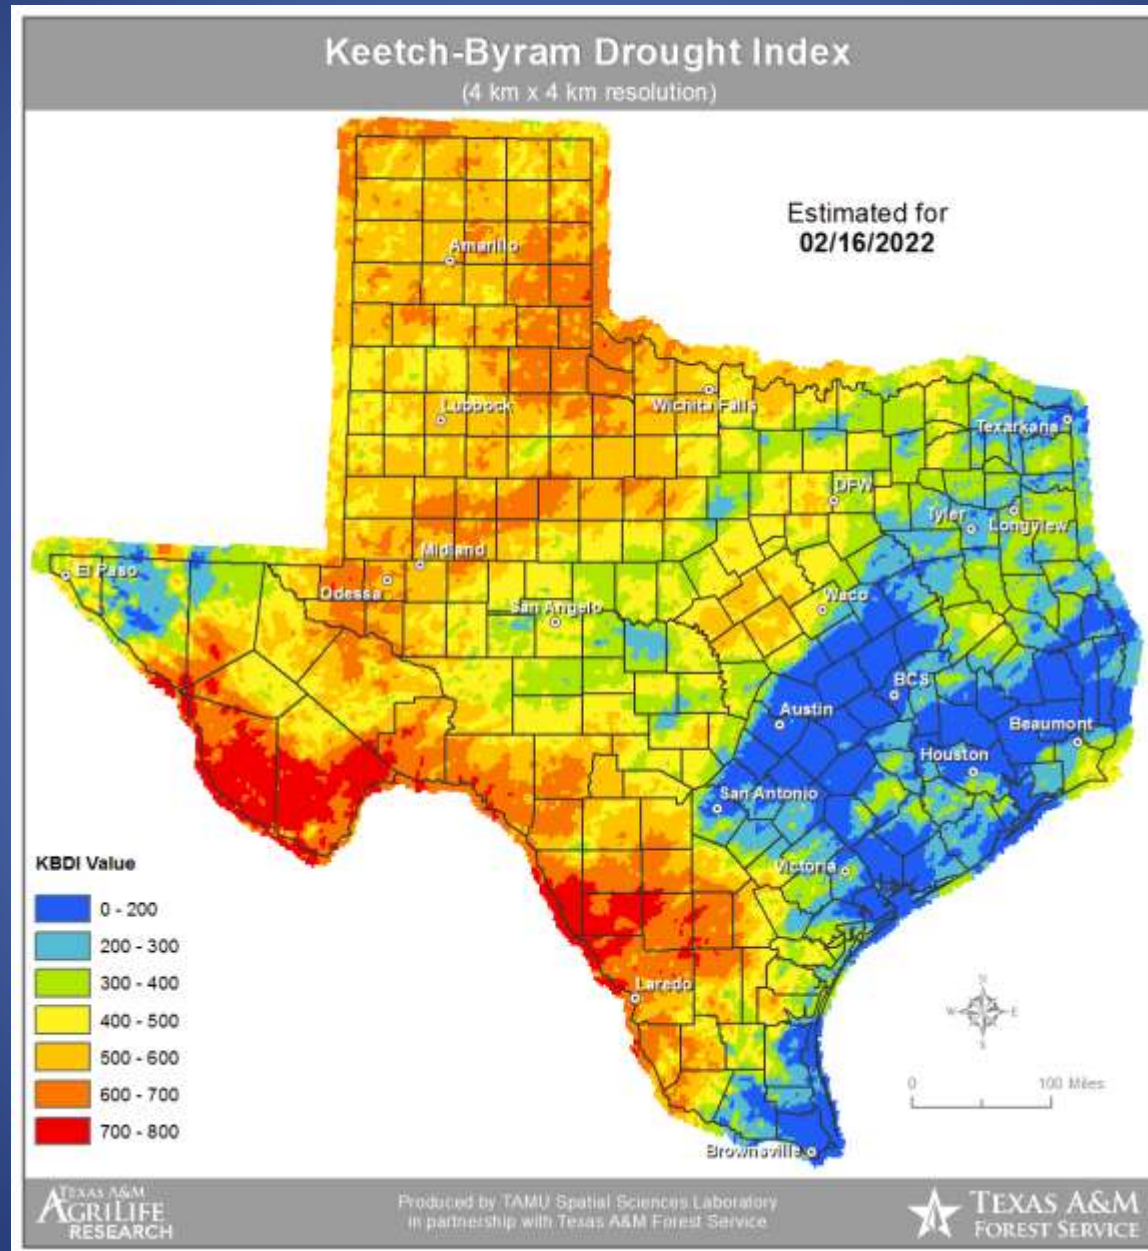 Keetch-Byram Drought Index
(4 km x 4 km resolution)
Estimated for
02/16/2022
Amarillo
Lubbock
Wichita Falls
Texarkana
DFW
Tyler
Longview
Midland
El Paso
Odessa
San Angelo
Waco
BCS
Austin
Beaumont
Houston
San Antonio
Victoria
Laredo
Brownsville
KBDI Value
0 - 200
200 - 300
300 - 400
400 - 500
500 - 600
600 - 700
700 - 800
N
W E
S
0 100 Miles
TEXAS A&M
AGRILIFE
RESEARCH
Produced by TAMU Spatial Sciences Laboratory
in partnership with Texas A&M Forest Service
TEXAS A&M
FOREST SERVICE